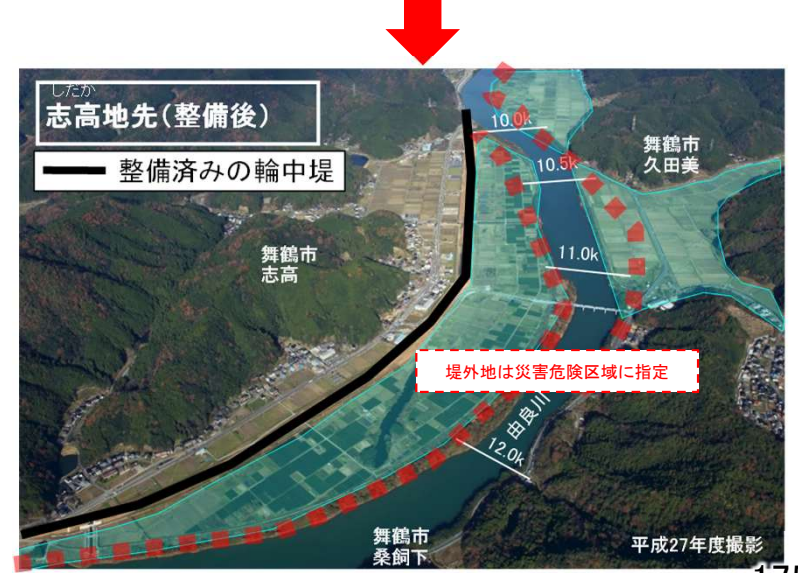 したか
志高地先(整備後)
整備済みの輪中堤
10.0k
舞鶴市
久田美
10.5k
舞鶴市
志高
11.0k
堤外地は災害危険区域に指定
由良川
12.0k
舞鶴市
桑飼下
平成27年度撮影